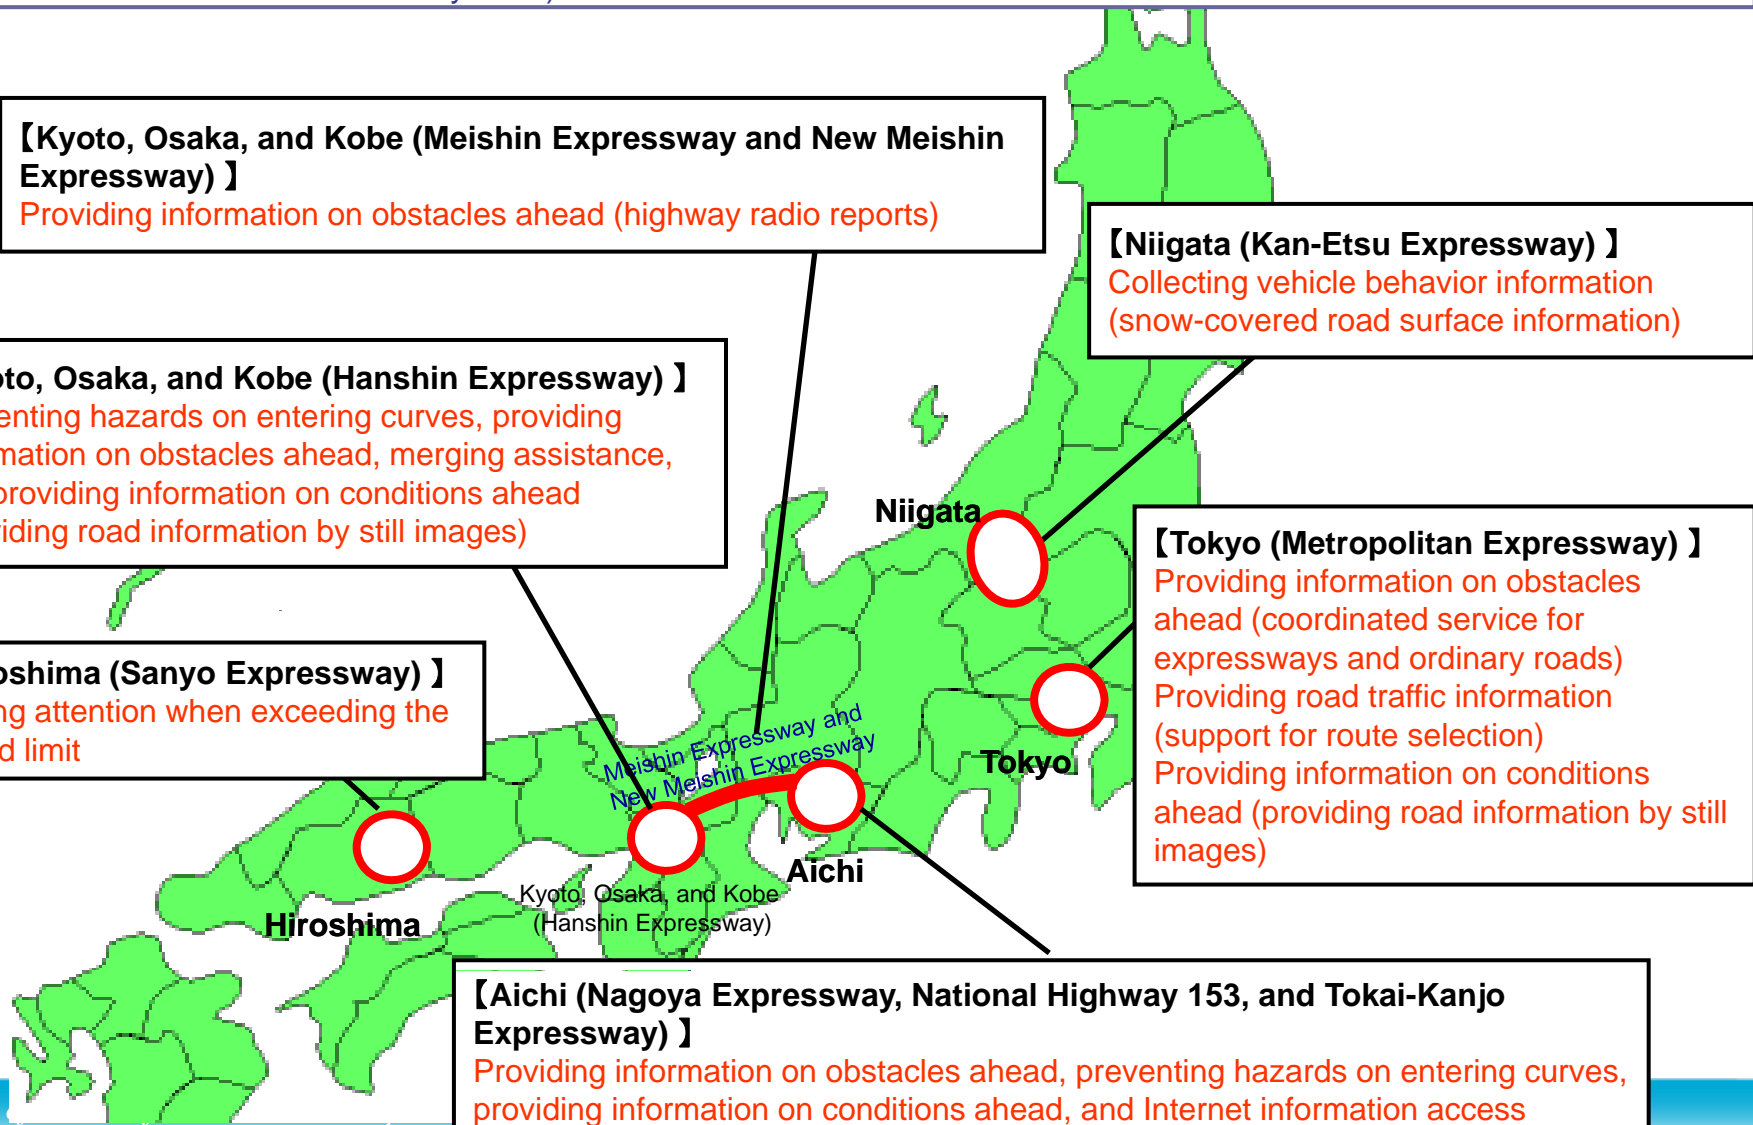 【Kyoto, Osaka, and Kobe (Meishin Expressway and New Meishin
Expressway) 】
Providing information on obstacles ahead (highway radio reports)
【Niigata (Kan-Etsu Expressway) 】
Collecting vehicle behavior information
(snow-covered road surface information)
oto, Osaka, and Kobe (Hanshin Expressway) 】
enting hazards on entering curves, providing
mation on obstacles ahead, merging assistance,
providing information on conditions ahead
iding road information by still images)
Niigata
【Tokyo (Metropolitan Expressway) 】
Providing information on obstacles
ahead (coordinated service for
expressways and ordinary roads)
Providing road traffic information
(support for route selection)
Providing information on conditions
ahead (providing road information by still
images)
oshima (Sanyo Expressway) 】
ng attention when exceeding the
d limit
Meishin Expressway and
New Meishin Expressway
Tokyo
Aichi
Kyoto, Osaka, and Kobe
(Hanshin Expressway)
Hiroshima
【Aichi (Nagoya Expressway, National Highway 153, and Tokai-Kanjo
Expressway) 】
Providing information on obstacles ahead, preventing hazards on entering curves,
providing information on conditions ahead, and Internet information access